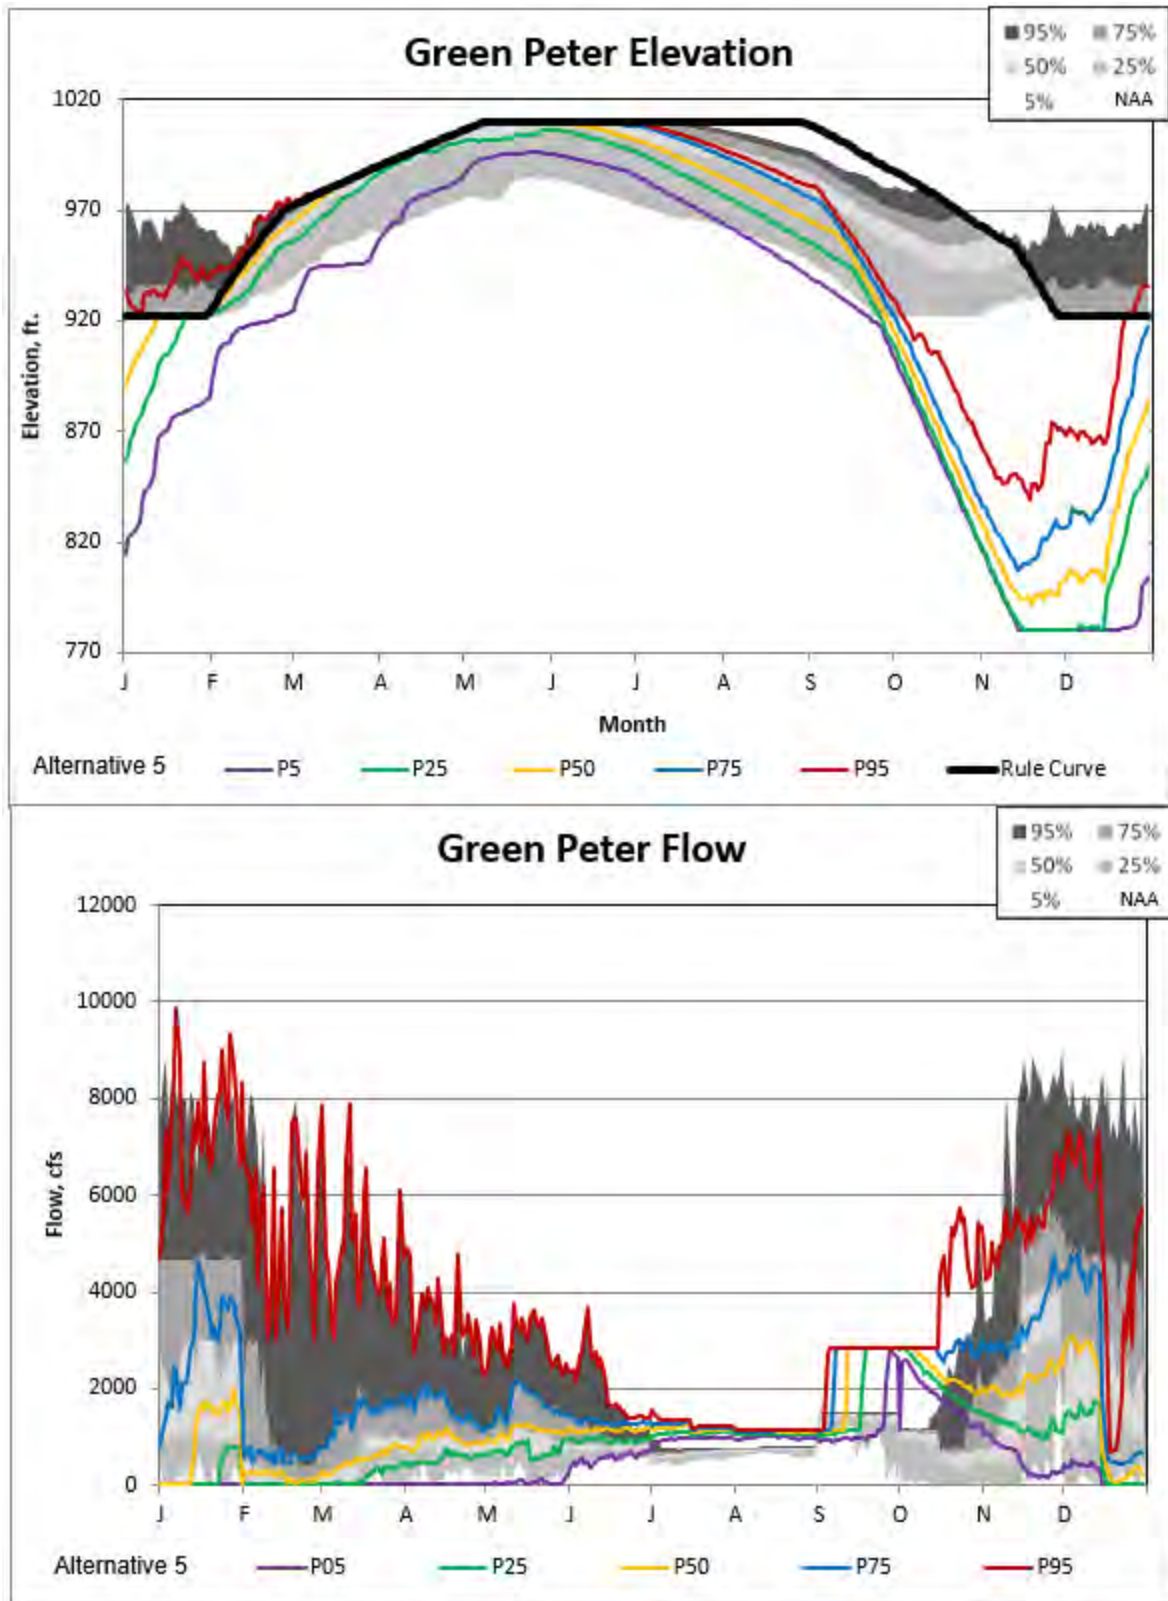 Green Peter Elevation
95% 75%
50% 25%
5% NAA
1020
970
920
870
820
770
Elevation, ft.
J F M A M J J A S O N D
Month
Alternative 5 P5 P25 P50 P75 P95 Rule Curve
Green Peter Flow
95% 75%
50% 25%
5% NAA
12000
10000
8000
6000
4000
2000
0
Flow, cfs
J F M A M J J A S O N D
Alternative 5 P05 P25 P50 P75 P95